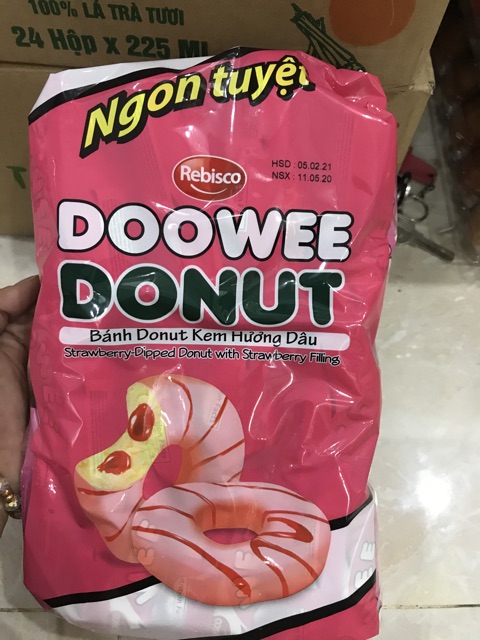 100% LÁ TRÀ TƯƠI
24 Hộp x 225 ML
Ngon tuyệt
Rebisco
HSD : 05.02.21
NSX : 11.05.20
DOOWEE
DONUT
Bánh Donut Kem Hương Dâu
Strawberry-Dipped Donut with Strawberry Filling